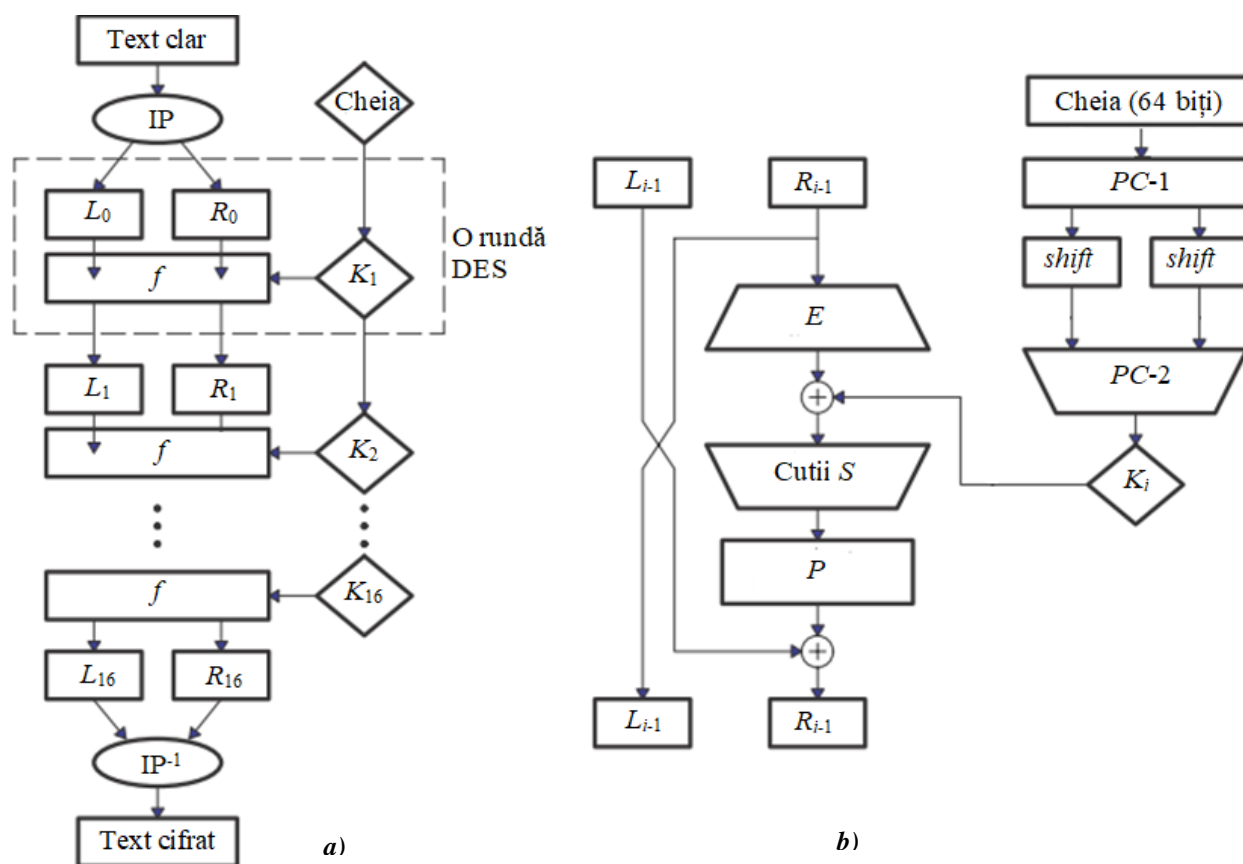 Text clar
Cheia
IP
L0
R0
O rundă
DES
f
K1
L1
R1
f
K2
f
K16
L16
R16
IP-1
Text cifrat
a)
Cheia (64 biți)
Li-1
Ri-1
PC-1
shift
shift
E
PC-2
+
Cutii S
Ki
P
+
Li-1
Ri-1
b)